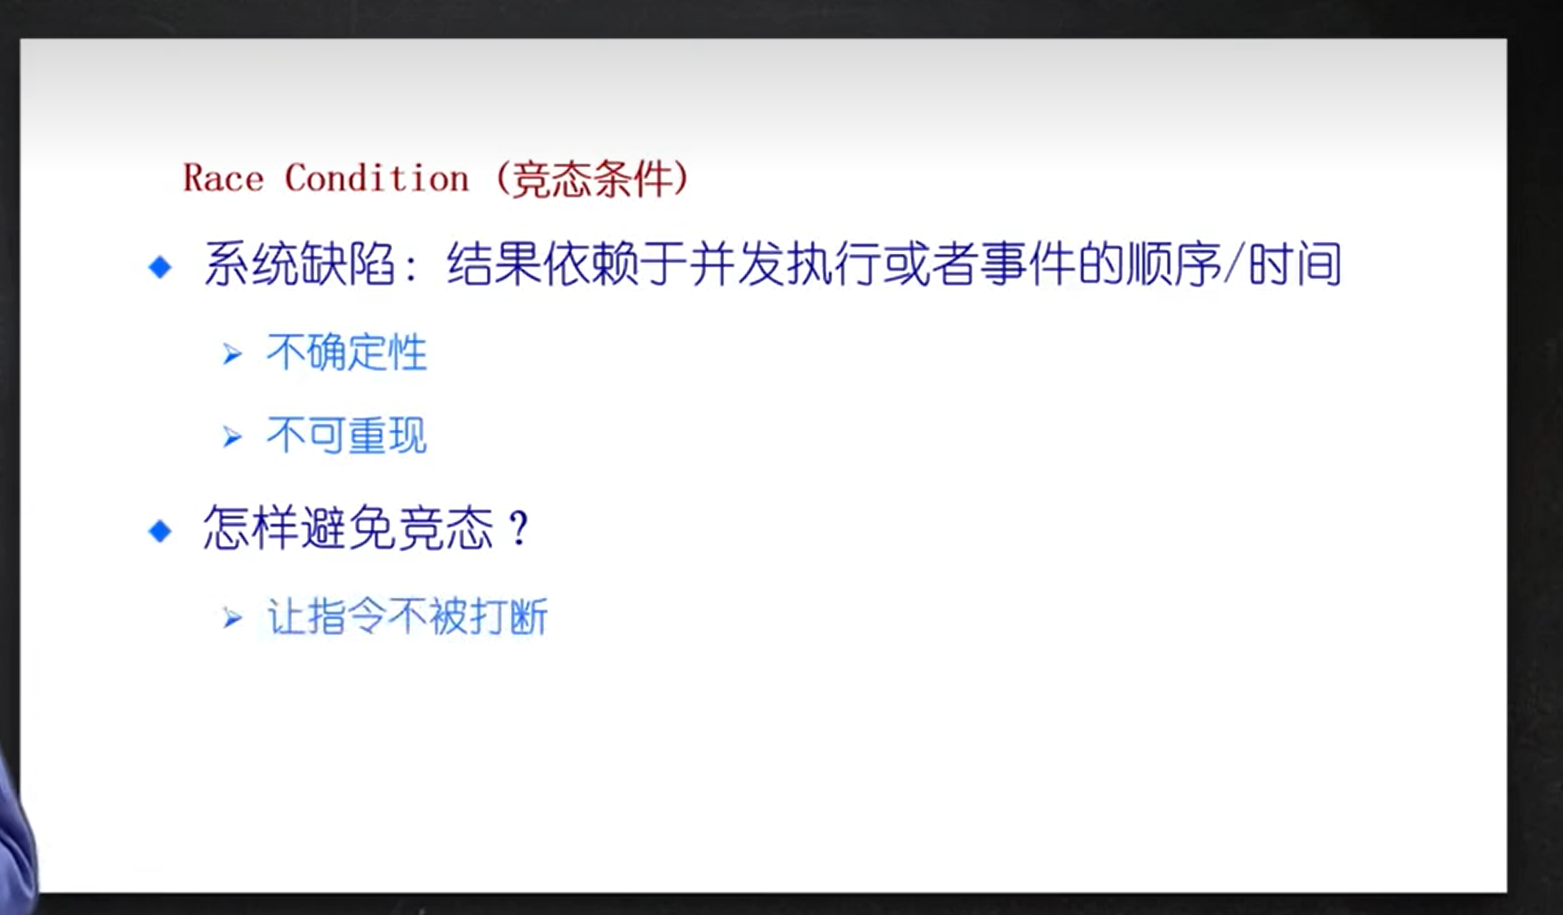 Race Condition (竞态条件)
系统缺陷：结果依赖于并发执行或者事件的顺序/时间
不确定性
不可重现
怎样避免竞态？
让指令不被打断